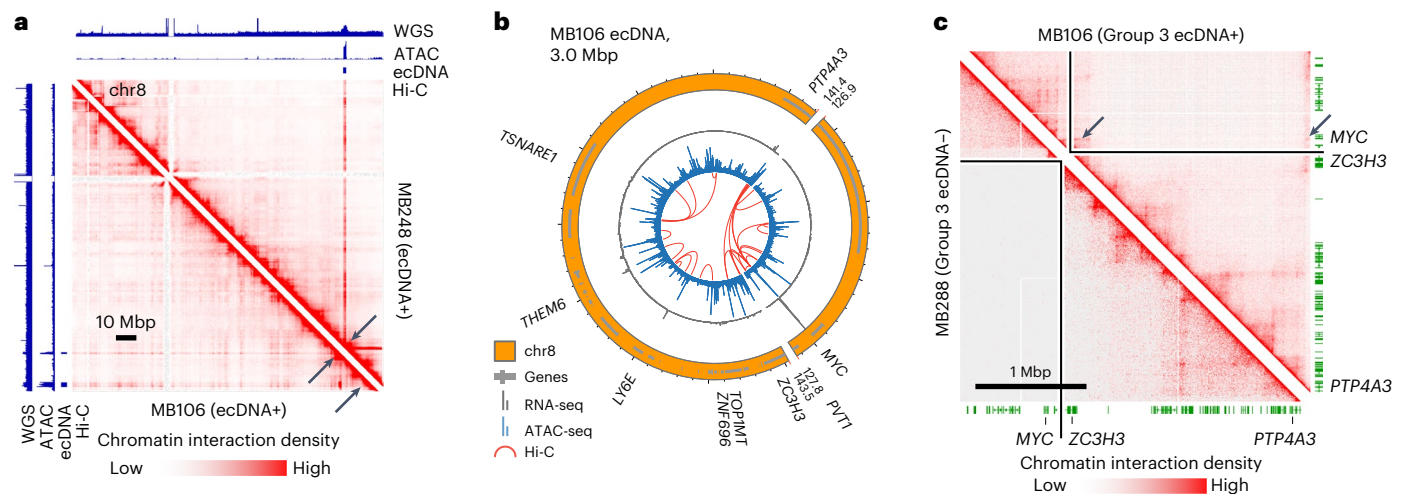 a
WGS
ATAC
ecDNA
Hi-C
chr8
10 Mbp
MB248 (ecDNA+)
MB106 (ecDNA+)
WGS
ATAC
ecDNA
Hi-C
Chromatin interaction density
Low
High
b
MB106 ecDNA,
3.0 Mbp
PTP4A3
141.4
126.9
TSNARE1
THEM6
LY6E
TOP1MT
ZNF696
ZC3H3
143.5
127.8
MYC
PVT1
chr8
Genes
RNA-seq
ATAC-seq
Hi-C
c
MB106 (Group 3 ecDNA+)
MB288 (Group 3 ecDNA−)
MYC
ZC3H3
PTP4A3
1 Mbp
MYC
ZC3H3
PTP4A3
Chromatin interaction density
Low
High